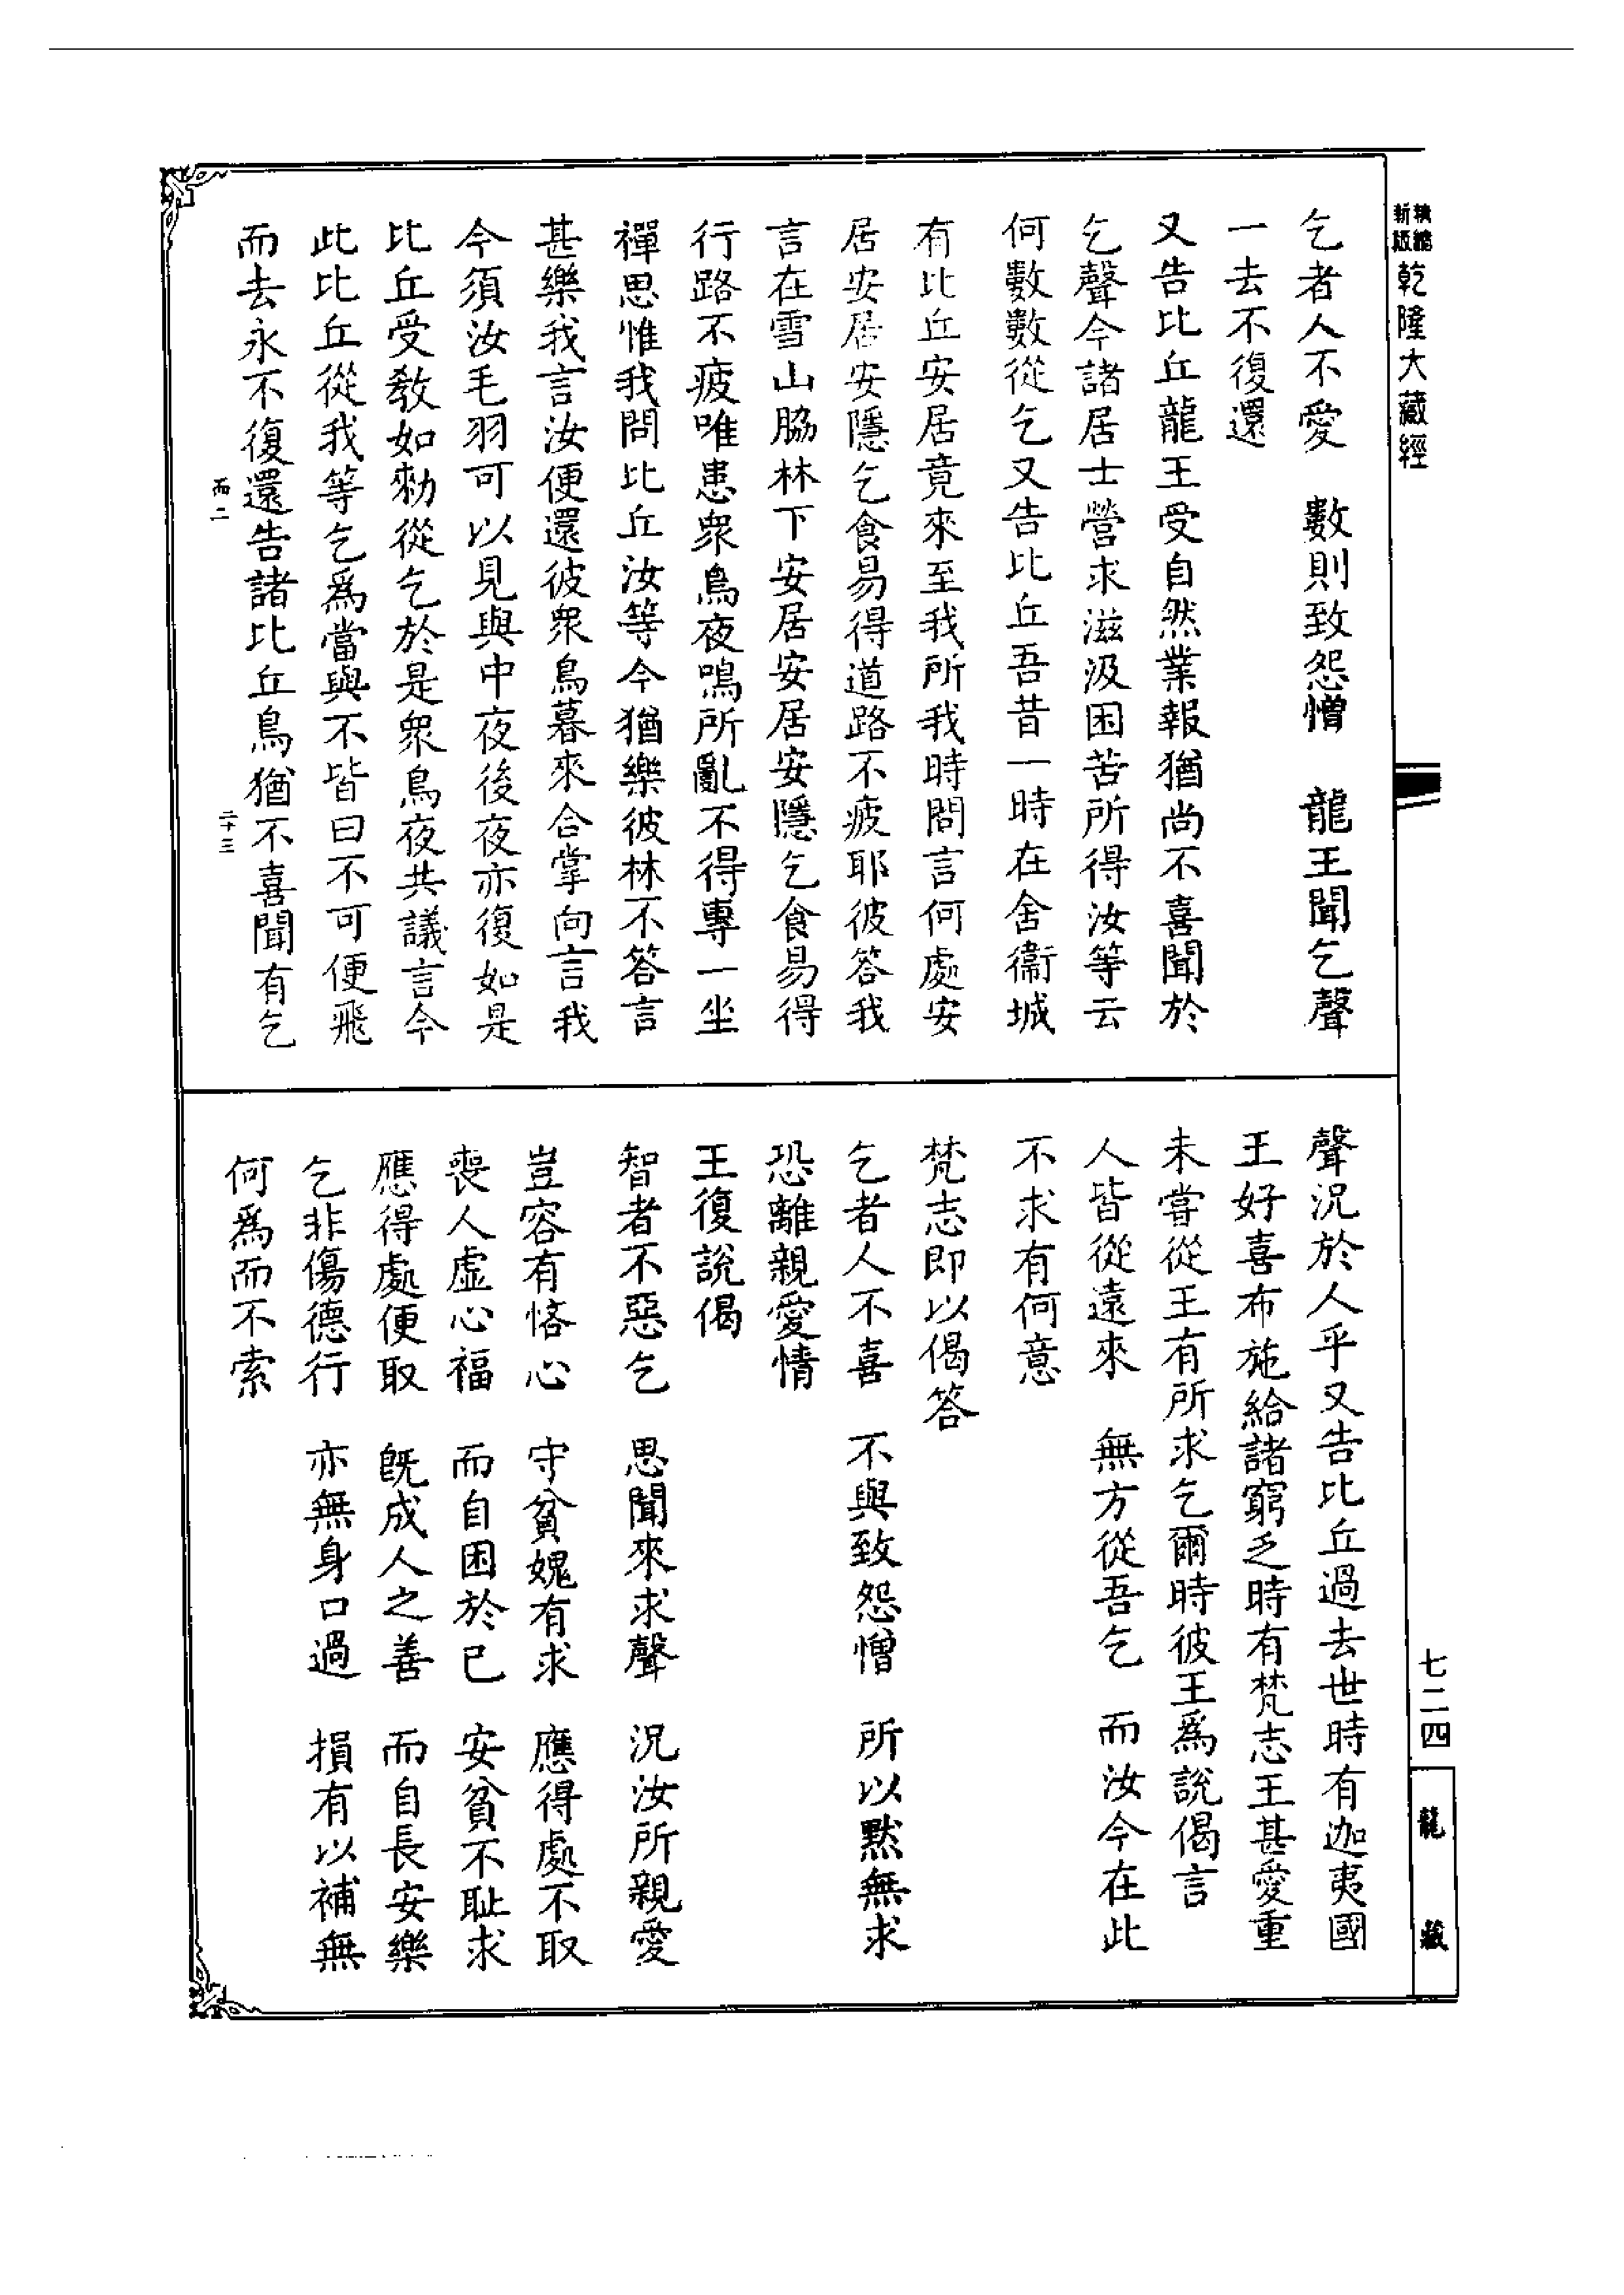 新版
乾隆大藏經
乞者人不愛　數則致怨憎　龍王聞乞聲
一去不復還
又告比丘龍王受自然業報猶尚不喜聞於
乞聲今諸居士營求滋汲困苦所得汝等云
何數數從乞又告比丘吾昔一時在舍衞城
有比丘安居竟來至我所我時問言何處安
居安居安隱乞食易得道路不疲耶彼答我
言在雪山脇林下安居安居安隱乞食易得
行路不疲唯患衆鳥夜鳴所亂不得專一坐
禪思惟我問比丘汝等今猶樂彼林不答言
甚樂我言汝便還彼衆鳥暮來合掌向言我
今須汝毛羽可以見與中夜後夜亦復如是
比丘受教如勑從乞於是衆鳥夜共議言今
此比丘從我等乞爲當與不皆曰不可便飛
而去永不復還告諸比丘鳥猶不喜聞有乞
而二
二十三
聲況於人乎又告比丘過去世時有迦夷國
王好喜布施給諸窮乏時有梵志王甚愛重
未嘗從王有所求乞爾時彼王爲說偈言
人皆從遠來　無方從吾乞　而汝今在此
不求有何意
梵志即以偈答
乞者人不喜　不與致怨憎　所以默無求
恐離親愛情
王復說偈
智者不惡乞　思聞來求聲　況汝所親愛
豈容有悋心　守貧媿有求　應得處不取
喪人虛心福　而自困於已　安貧不耻求
應得處便取　旣成人之善　而自長安樂
乞非傷德行　亦無身口過　損有以補無
何爲而不索
七二四
龍藏